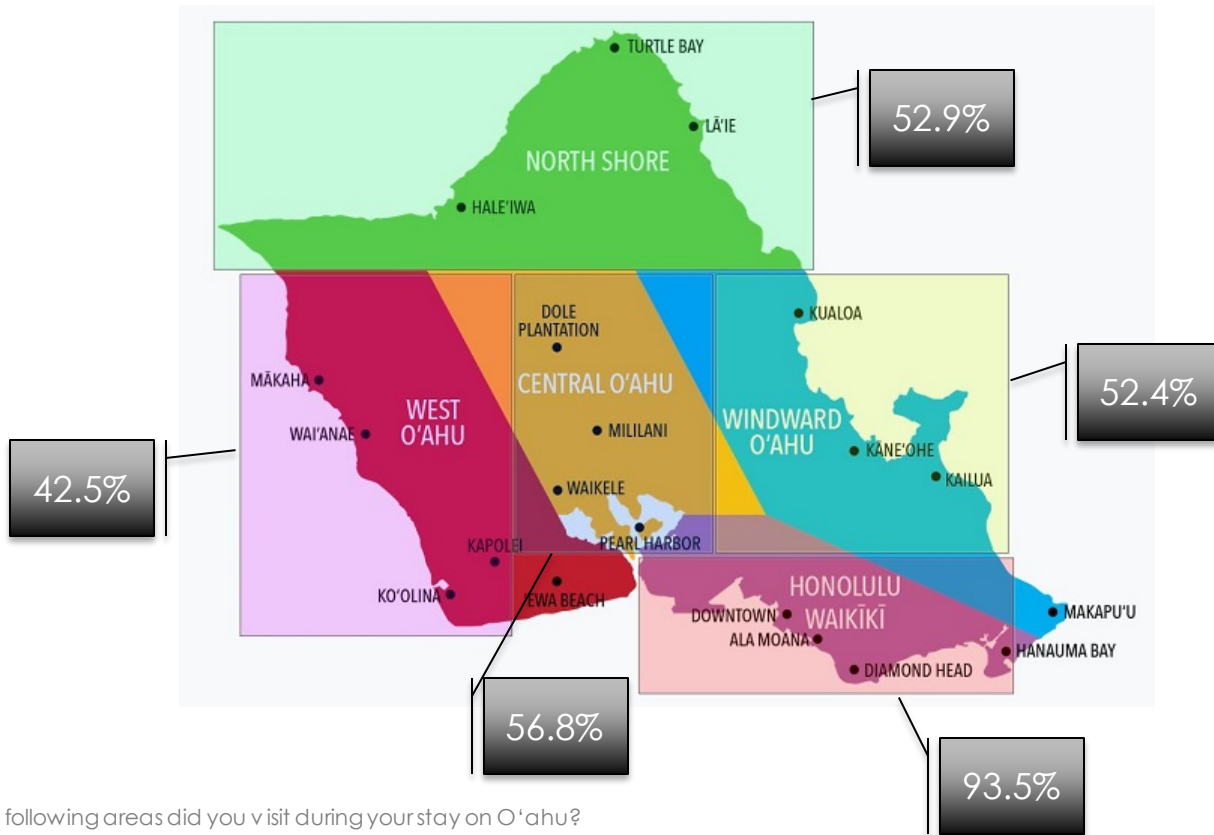 TURTLE BAY
52.9%
LĀ‘IE
NORTH SHORE
HALE‘IWA
DOLE
PLANTATION
KUALOA
MĀKAHA
CENTRAL O‘AHU
52.4%
WEST
O‘AHU
WINDWARD
O‘AHU
WAI‘ANAE
MILILANI
KĀNE‘OHE
KAILUA
42.5%
WAIKELE
PEARL HARBOR
KAPOLEI
KO‘OLINA
‘EWA BEACH
HONOLULU
WAIKĪKĪ
DOWNTOWN
ALA MOANA
MAKAPU‘U
HANAUMA BAY
DIAMOND HEAD
56.8%
93.5%
following areas did you visit during your stay on O‘ahu?